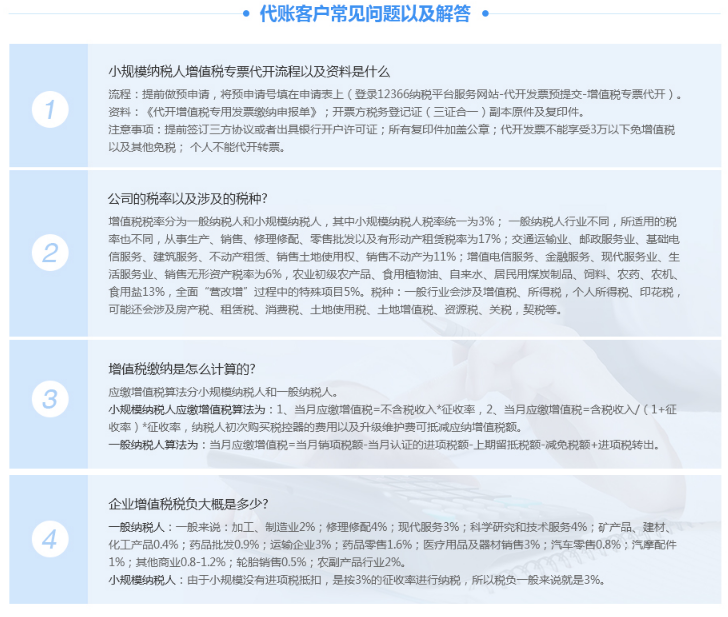 • 代账客户常见问题以及解答 •
1
小规模纳税人增值税专票代开流程以及资料是什么
流程：提前做预申请，将预申请号填在申请表上（登录12366纳税平台服务网站-代开发票预提交-增值税专票代开）。
资料：《代开增值税专用发票缴纳申报单》；开票方税务登记证（三证合一）副本原件及复印件。
注意事项：提前签订三方协议或者出具银行开户许可证；所有复印件加盖公章；代开发票不能享受3万以下免增值税
以及其他免税； 个人不能代开转票。
2
公司的税率以及涉及的税种?
增值税税率分为一般纳税人和小规模纳税人，其中小规模纳税人税率统一为3%； 一般纳税人行业不同，所适用的税
率也不同，从事生产、销售、修理修配、零售批发以及有形动产租赁税率为17%；交通运输业、邮政服务业、基础电
信服务、建筑服务、不动产租赁、销售土地使用权、销售不动产为11%；增值电信服务、金融服务、现代服务业、生
活服务业、销售无形资产税率为6%，农业初级农产品、食用植物油、自来水、居民用煤炭制品、饲料、农药、农机、
食用盐13%，全面“营改增”过程中的特殊项目5%。税种：一般行业会涉及增值税、所得税，个人所得税、印花税，
可能还会涉及房产税、租赁税、消费税、土地使用税、土地增值税、资源税、关税，契税等。
3
增值税缴纳是怎么计算的?
应缴增值税算法分小规模纳税人和一般纳税人。
小规模纳税人应缴增值税算法为：1、当月应缴增值税=不含税收入*征收率，2、当月应缴增值税=含税收入/（1+征
收率）*征收率，纳税人初次购买税控器的费用以及升级维护费可抵减应纳增值税额。
一般纳税人算法为：当月应缴增值税=当月销项税额-当月认证的进项税额-上期留抵税额-减免税额+进项税转出。
4
企业增值税税负大概是多少?
一般纳税人：一般来说：加工、制造业2%；修理修配4%；现代服务3%；科学研究和技术服务4%；矿产品、建材、
化工产品0.4%；药品批发0.9%；运输企业3%；药品零售1.6%；医疗用品及器材销售3%；汽车零售0.8%；汽摩配件
1%；其他商业0.8-1.2%；轮胎销售0.5%；农副产品行业2%。
小规模纳税人：由于小规模没有进项税抵扣，是按3%的征收率进行纳税，所以税负一般来说就是3%。